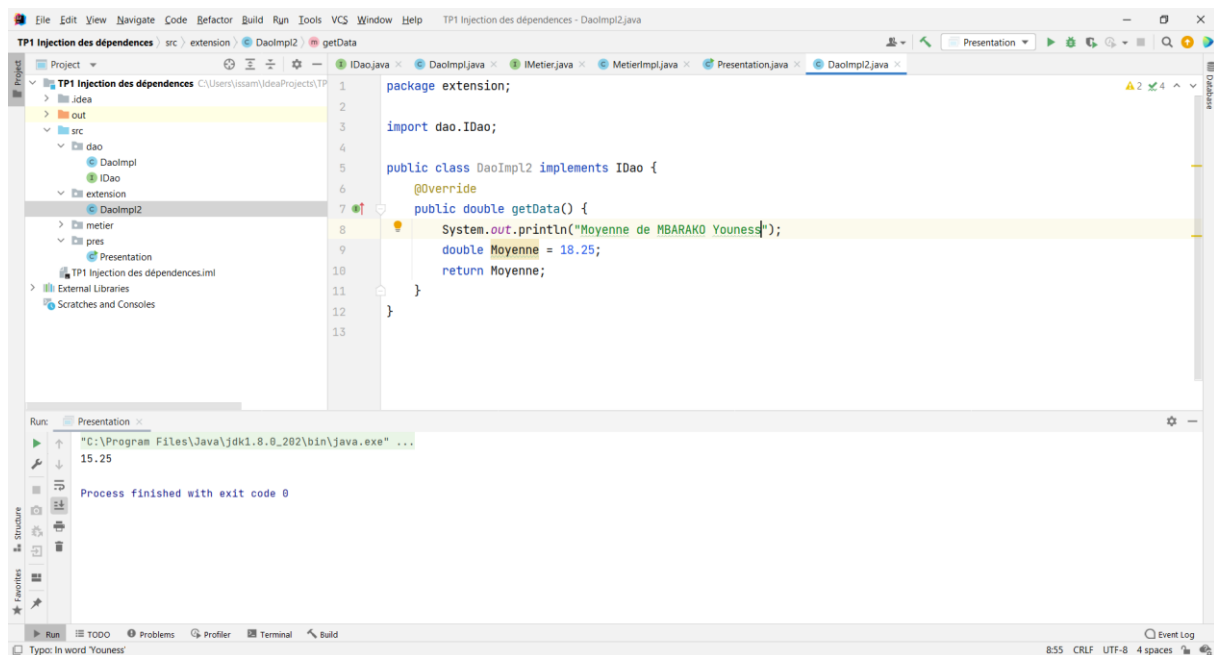 File Edit View Navigate Code Refactor Build Run Tools VCS Window Help TP1 Injection des dépendences - DaoImpl2.java
TP1 Injection des dépendences src extension DaoImpl2 getData Presentation
Project IDao.java DaoImpl.java IMetier.java MetierImpl.java Presentation.java DaoImpl2.java
TP1 Injection des dépendences C:\Users\issam\IdeaProjects\TP
.idea
out
src
dao
DaoImpl
IDao
extension
DaoImpl2
metier
pres
Presentation
TP1 Injection des dépendences.iml
External Libraries
Scratches and Consoles
1 package extension;
2
3 import dao.IDao;
4
5 public class DaoImpl2 implements IDao {
6 @Override
7 public double getData() {
8 System.out.println("Moyenne de MBARAKO Youness");
9 double Moyenne = 18.25;
10 return Moyenne;
11 }
12 }
13
2 4
Project
Database
Run: Presentation
"C:\Program Files\Java\jdk1.8.0_202\bin\java.exe" ...
15.25
Process finished with exit code 0
Structure
Favorites
Run TODO Problems Profiler Terminal Build Event Log
Typo: In word 'Youness' 8:55 CRLF UTF-8 4 spaces